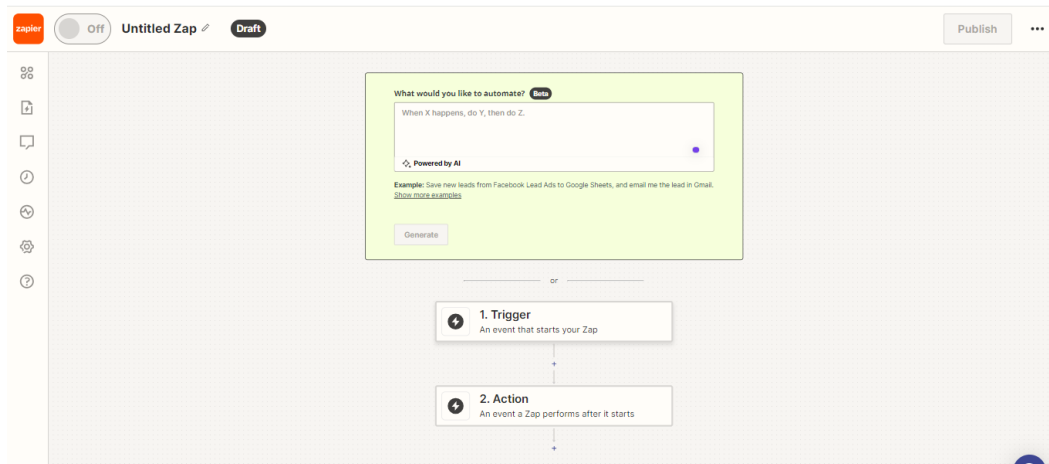 zapier
Off
Untitled Zap
Draft
Publish
What would you like to automate? Beta
When X happens, do Y, then do Z.
Powered by AI
Example: Save new leads from Facebook Lead Ads to Google Sheets, and email me the lead in Gmail.
Show more examples
Generate
or
1. Trigger
An event that starts your Zap
2. Action
An event a Zap performs after it starts